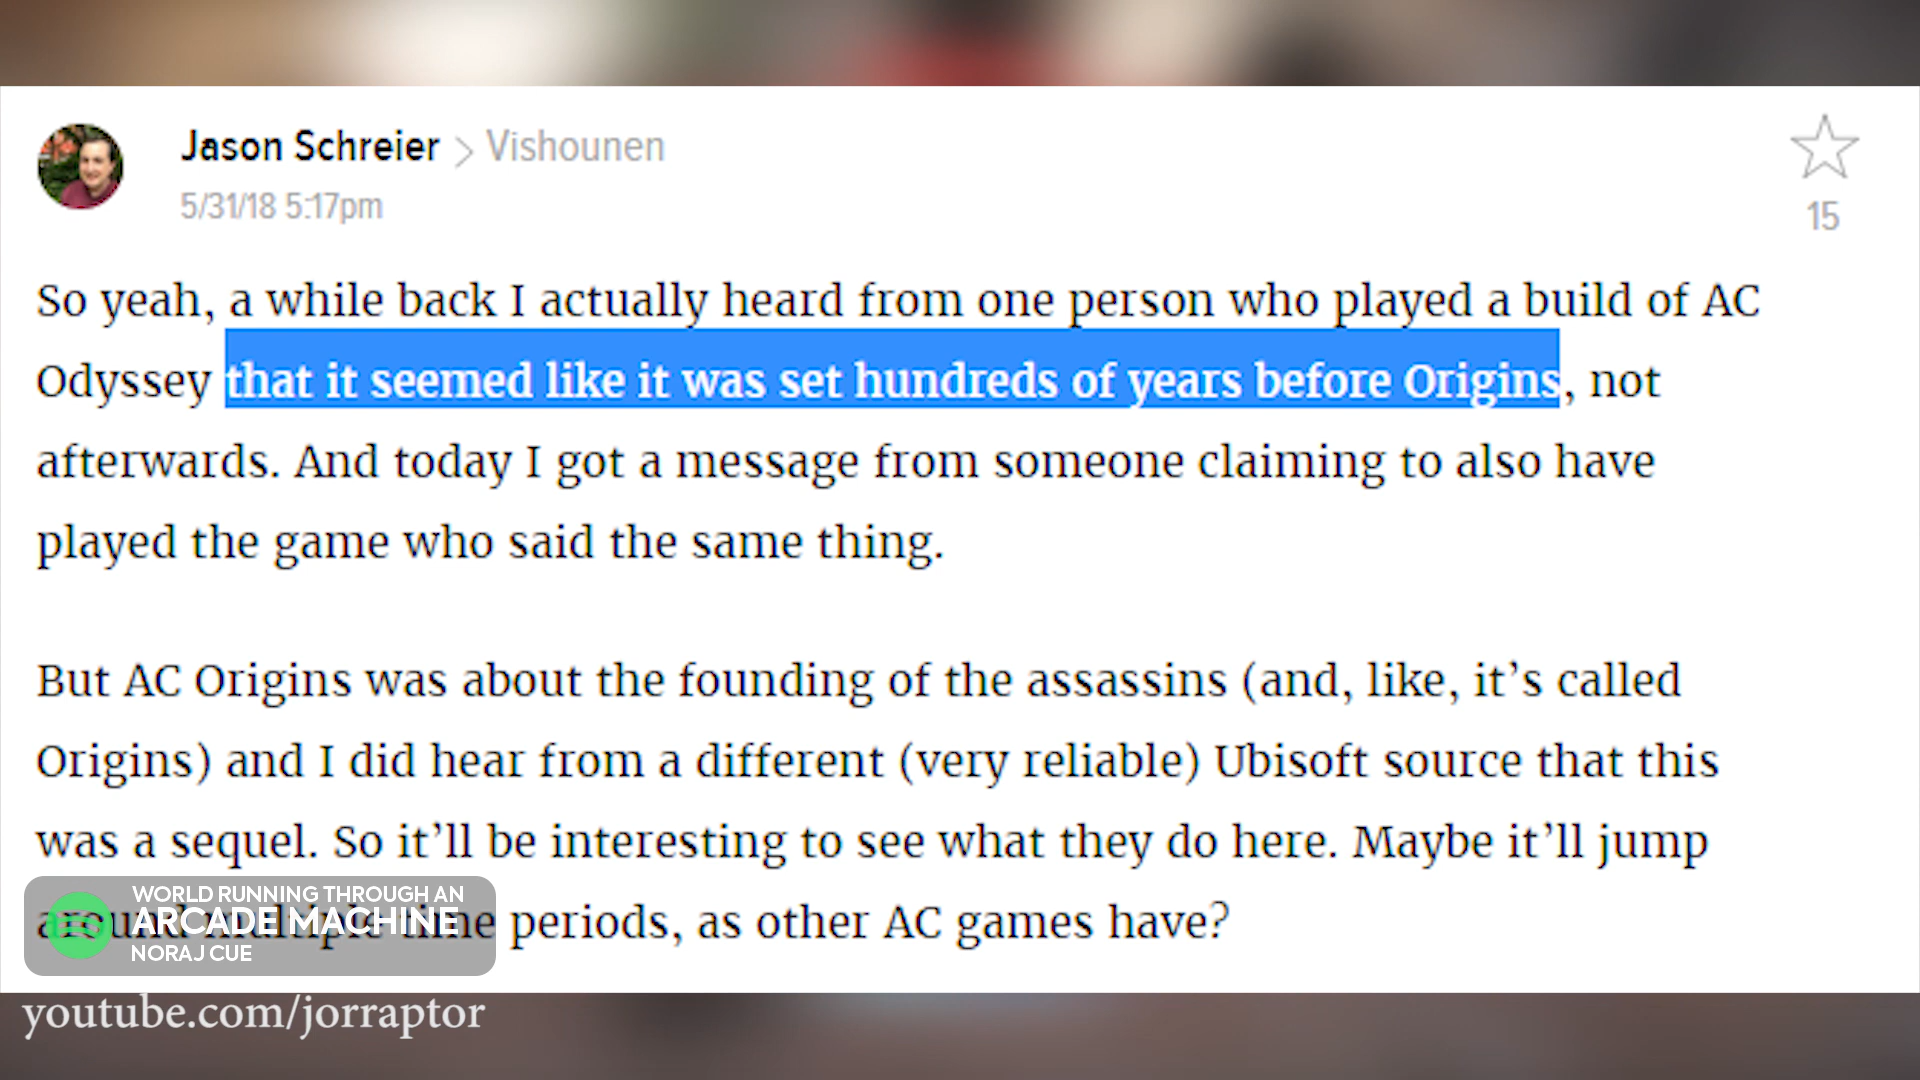 Jason Schreier > Vishounen
5/31/18 5:17pm
15
So yeah, a while back I actually heard from one person who played a build of AC
Odyssey that it seemed like it was set hundreds of years before Origins, not
afterwards. And today I got a message from someone claiming to also have
played the game who said the same thing.
But AC Origins was about the founding of the assassins (and, like, it’s called
Origins) and I did hear from a different (very reliable) Ubisoft source that this
was a sequel. So it’ll be interesting to see what they do here. Maybe it’ll jump
around multiple time periods, as other AC games have?
WORLD RUNNING THROUGH AN
ARCADE MACHINE
NORAJ CUE
youtube.com/jorraptor